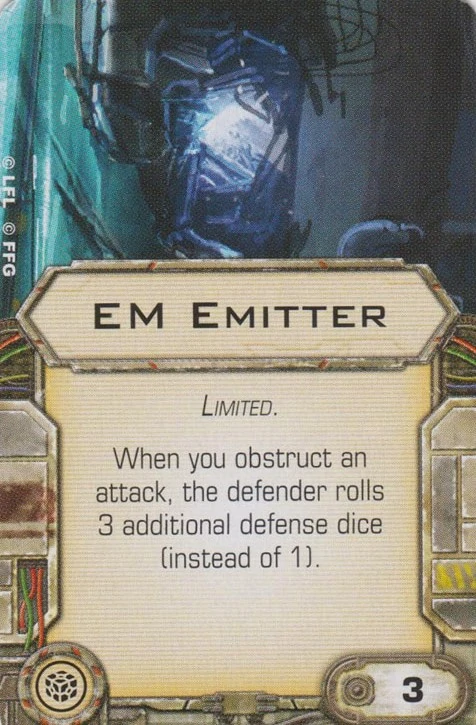 © LFL © FFG
EM EMITTER
LIMITED.
When you obstruct an
attack, the defender rolls
3 additional defense dice
(instead of 1).
3